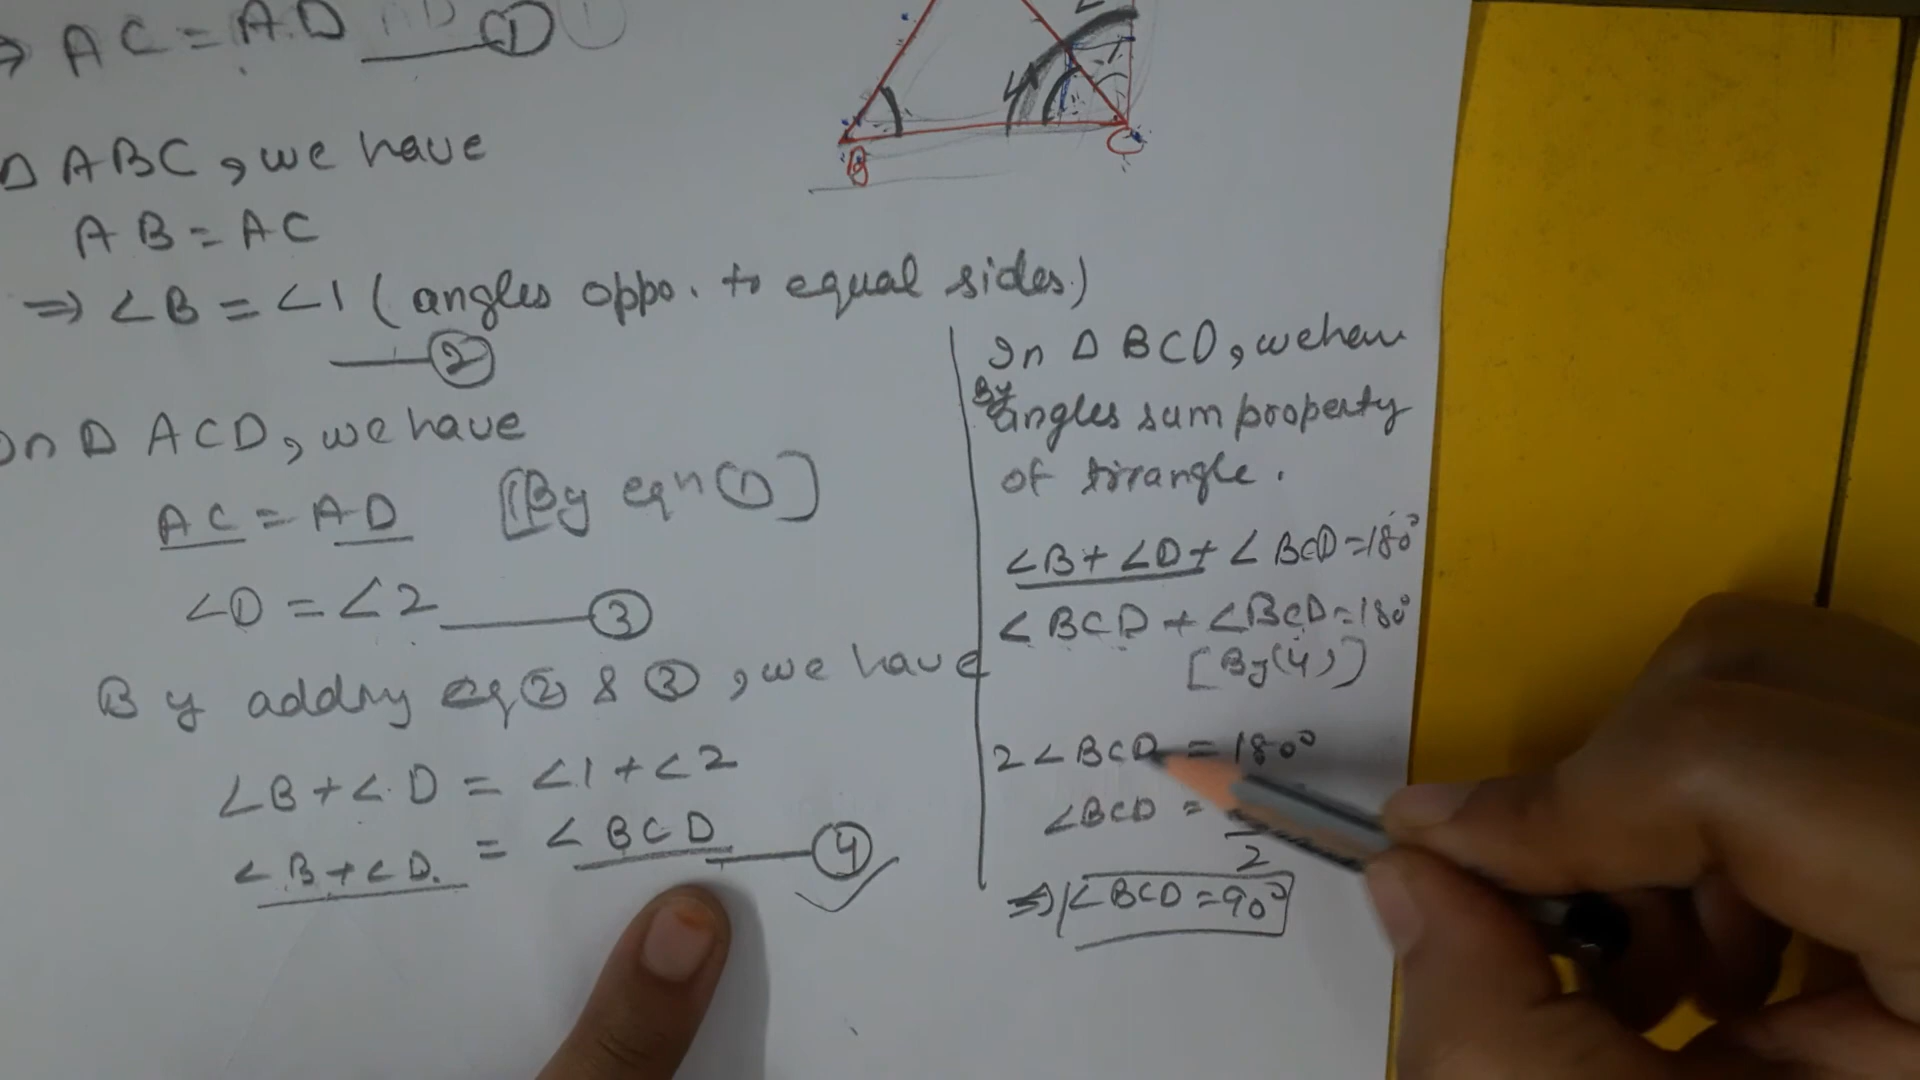 ⇒ AC = AD ——①
Δ ABC, we have
AB = AC
⇒ ∠B = ∠1 (angles oppo. to equal sides)
——②
In Δ ACD, we have
AC = AD [By eqn ①]
∠D = ∠2 ——③
By adding eq ② & ③, we have
∠B + ∠D = ∠1 + ∠2
∠B + ∠D. = ∠BCD ——④
B
C
In Δ BCD, we have
By angles sum property
of triangle.
∠B + ∠D + ∠BCD = 180°
∠BCD + ∠BCD = 180°
[By (4)]
2∠BCD = 180°
∠BCD =
2
⇒ ∠BCD = 90°